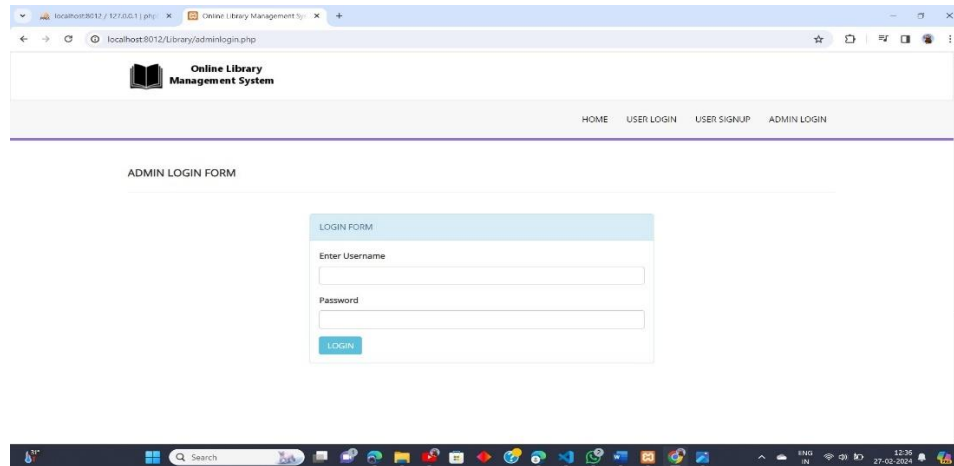 localhost:8012 / 127.0.0.1 | php
Online Library Management Sy
localhost:8012/Library/adminlogin.php
Online Library
Management System
HOME USER LOGIN USER SIGNUP ADMIN LOGIN
ADMIN LOGIN FORM
LOGIN FORM
Enter Username
Password
LOGIN
31°
Search
ENG
IN
12:36
27-02-2024